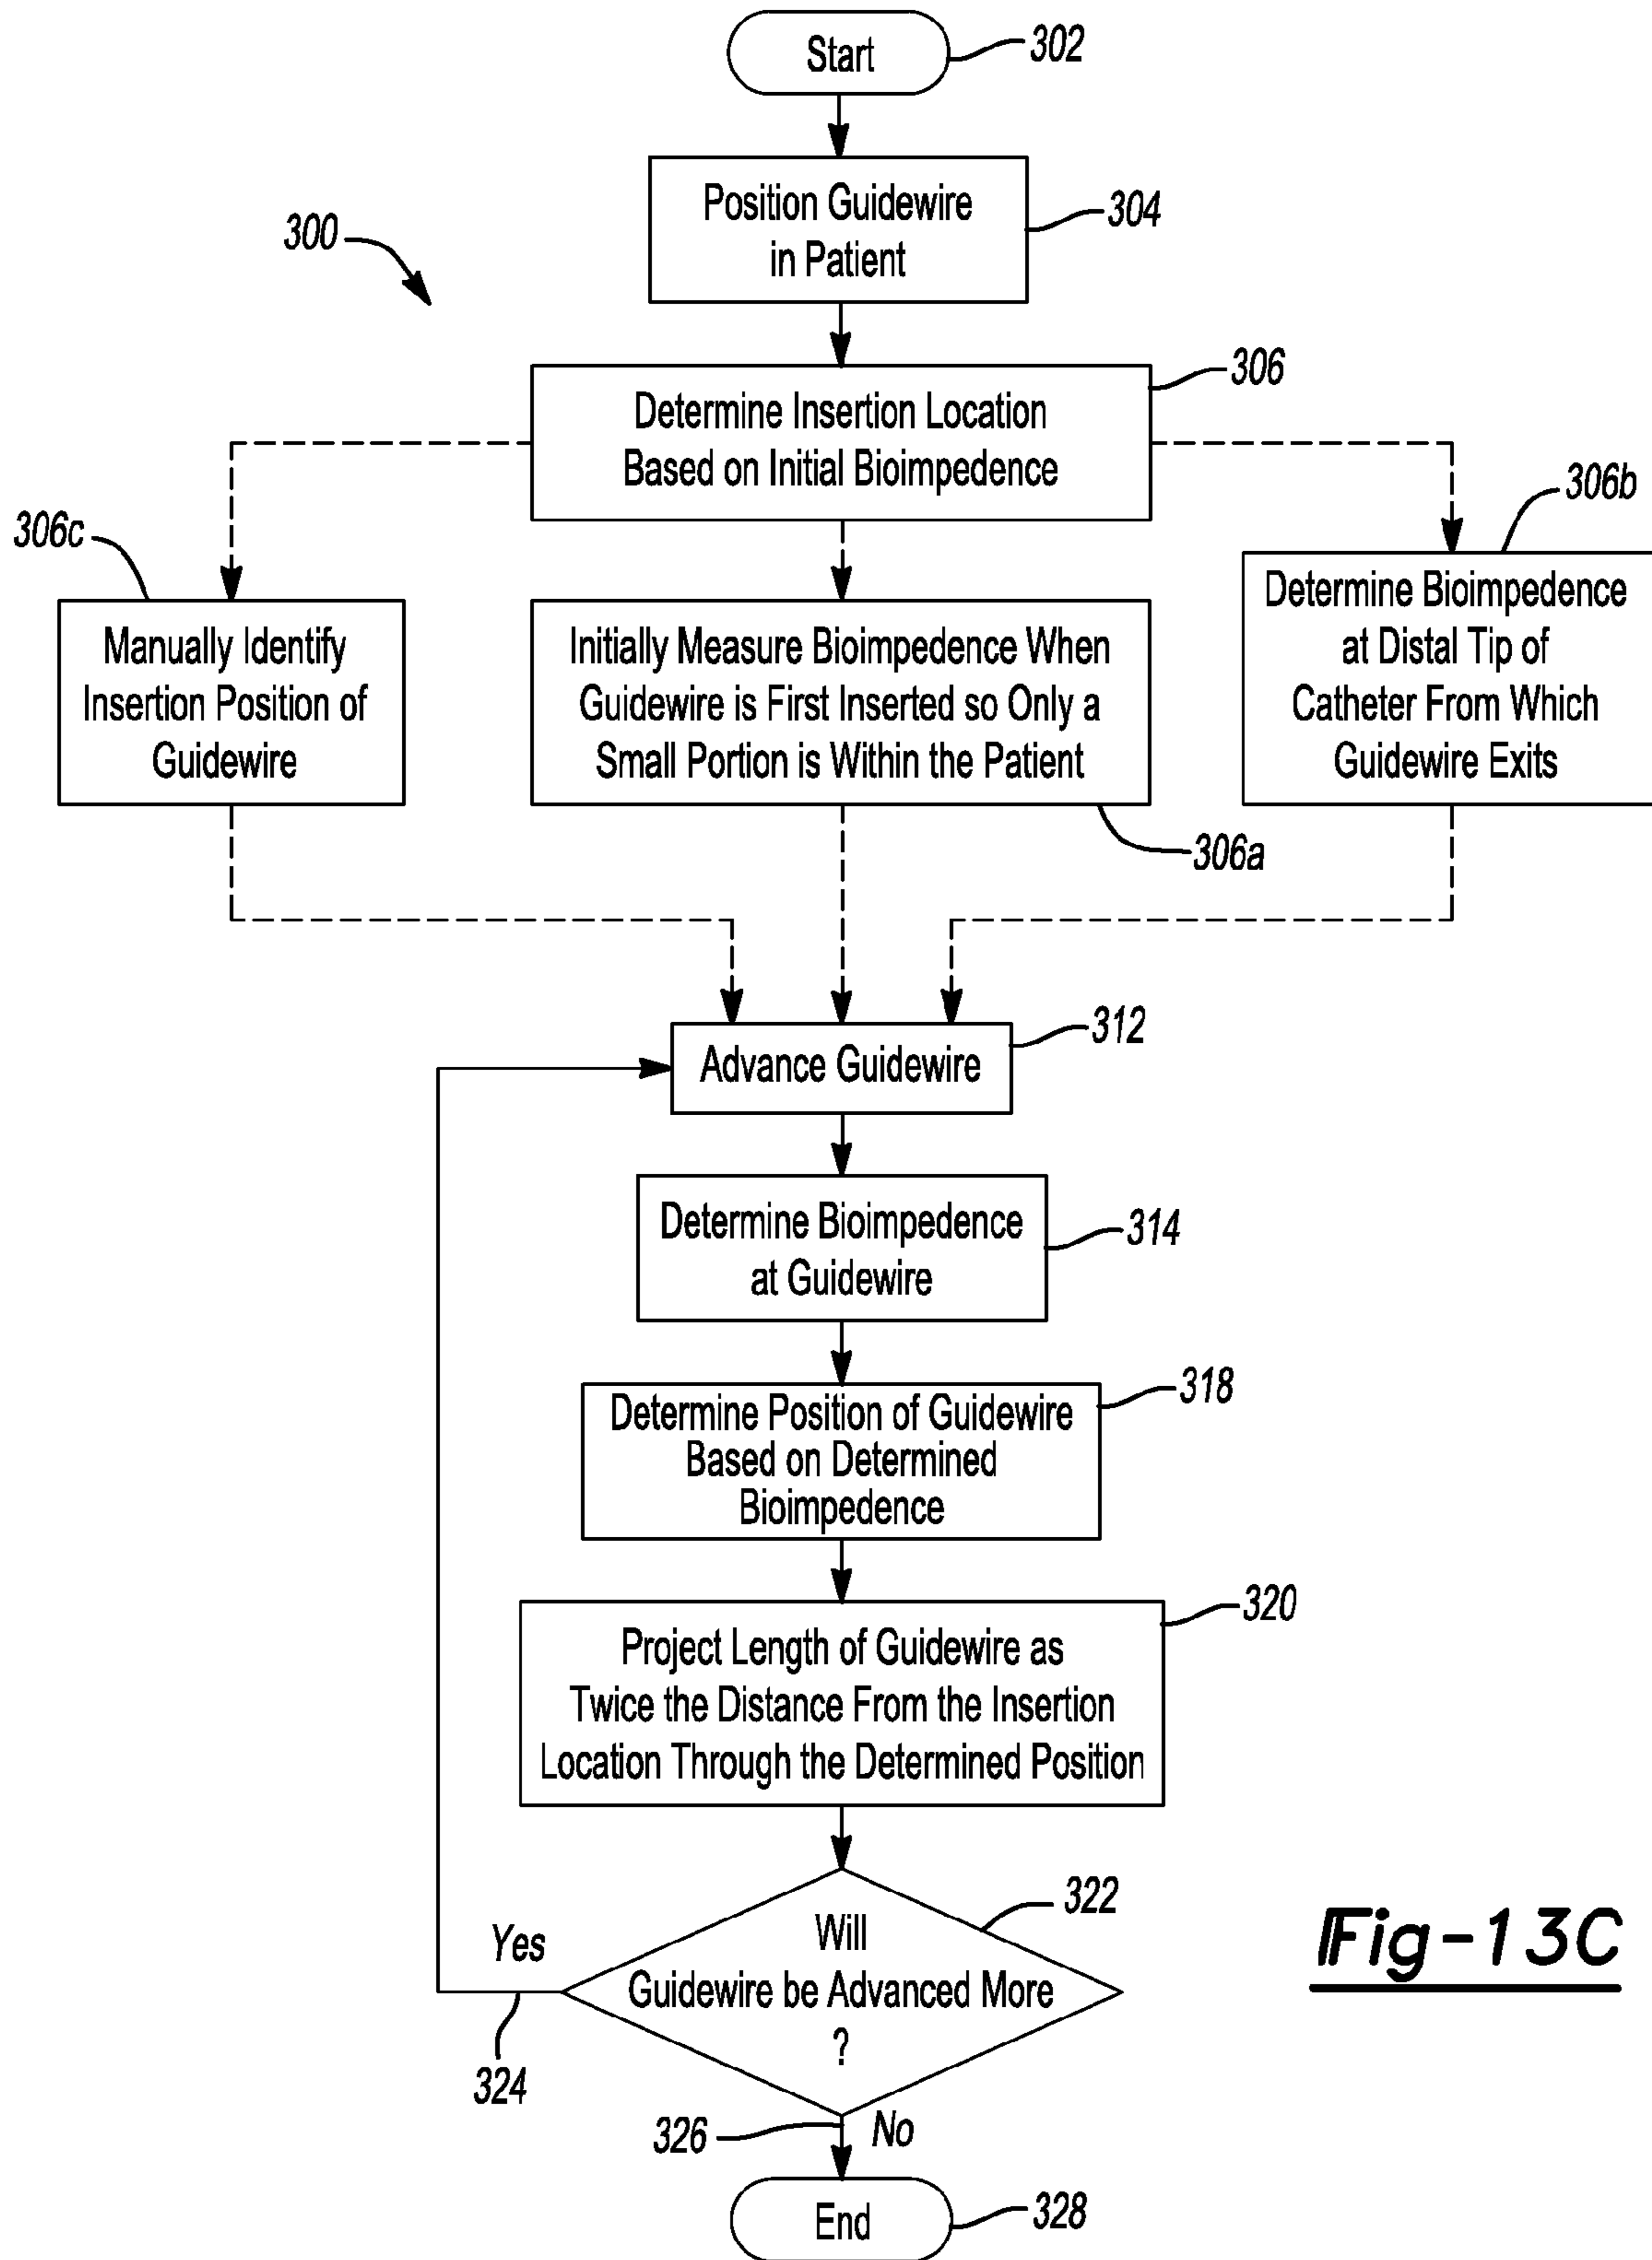 Start
302
Position Guidewire
in Patient
304
300
306
Determine Insertion Location
Based on Initial Bioimpedence
306b
306c
Manually Identify
Insertion Position of
Guidewire
Initially Measure Bioimpedence When
Guidewire is First Inserted so Only a
Small Portion is Within the Patient
Determine Bioimpedence
at Distal Tip of
Catheter From Which
Guidewire Exits
306a
312
Advance Guidewire
Determine Bioimpedence
at Guidewire
314
318
Determine Position of Guidewire
Based on Determined
Bioimpedence
320
Project Length of Guidewire as
Twice the Distance From the Insertion
Location Through the Determined Position
322
Will
Guidewire be Advanced More
?
Yes
324
326
No
End
328
Fig-13C